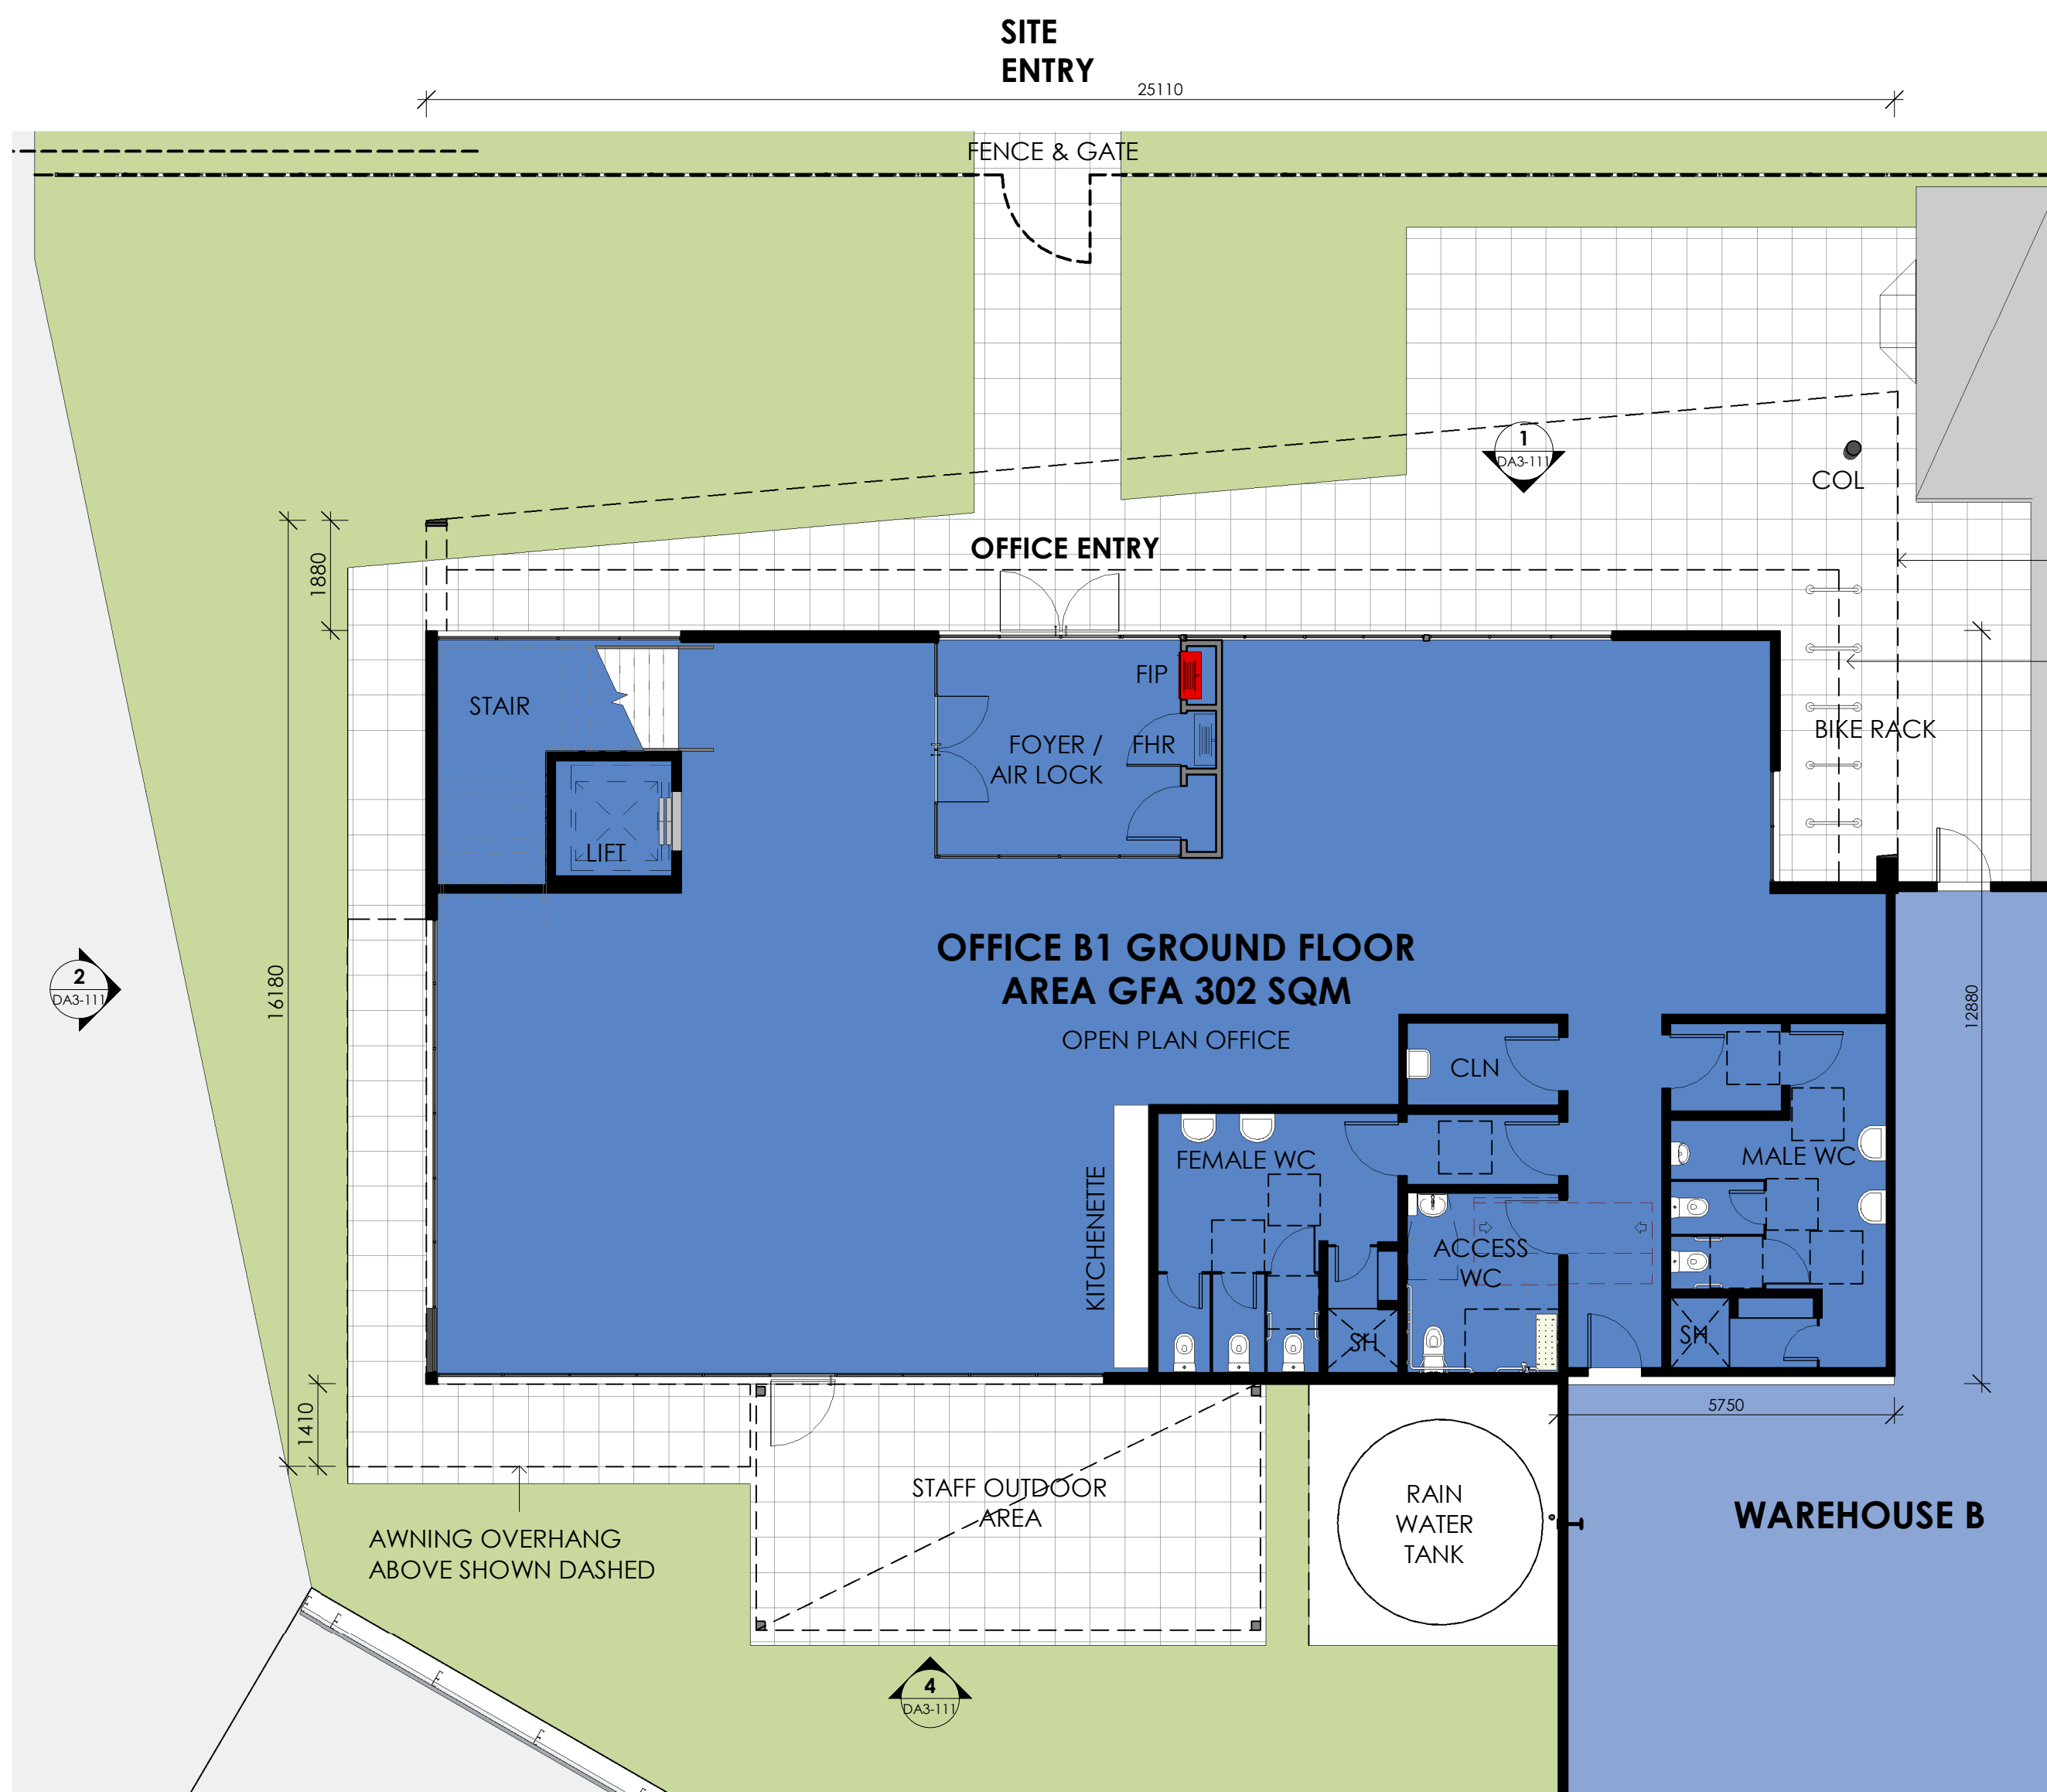 SITE
ENTRY
25110
FENCE & GATE
1
DA3-111
COL
OFFICE ENTRY
1880
FIP
STAIR
BIKE RACK
FOYER /
FHR
AIR LOCK
LIFT
OFFICE B1 GROUND FLOOR
AREA GFA 302 SQM
2
DA3-111
16180
12880
OPEN PLAN OFFICE
CLN
FEMALE WC
MALE WC
KITCHENETTE
ACCESS
WC
SH
SH
1410
5750
STAFF OUTDOOR
AREA
RAIN
WATER
TANK
WAREHOUSE B
AWNING OVERHANG
ABOVE SHOWN DASHED
E
E
E
E
4
DA3-111